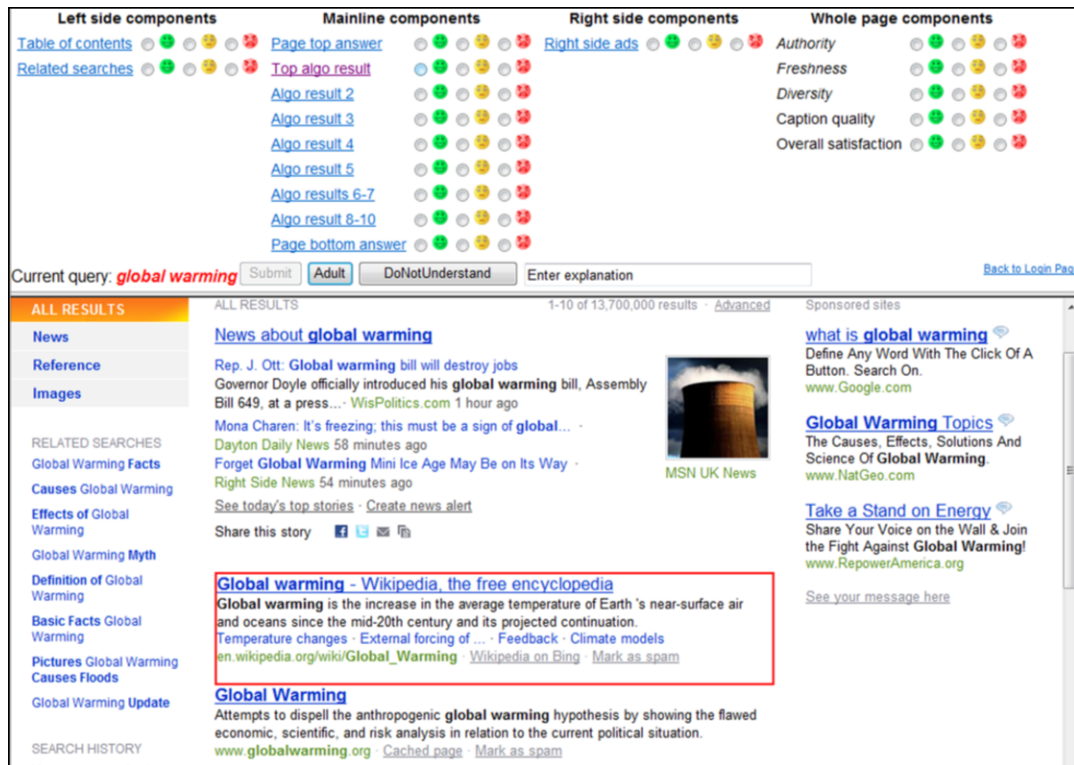 Left side components
Mainline components
Right side components
Whole page components
Table of contents
Related searches
Page top answer
Top algo result
Algo result 2
Algo result 3
Algo result 4
Algo result 5
Algo results 6-7
Algo result 8-10
Page bottom answer
Right side ads
Authority
Freshness
Diversity
Caption quality
Overall satisfaction
Current query: global warming Submit Adult DoNotUnderstand Enter explanation
Back to Login Pag
ALL RESULTS
News
Reference
Images
RELATED SEARCHES
Global Warming Facts
Causes Global Warming
Effects of Global
Warming
Global Warming Myth
Definition of Global
Warming
Basic Facts Global
Warming
Pictures Global Warming
Causes Floods
Global Warming Update
SEARCH HISTORY
ALL RESULTS 1-10 of 13,700,000 results · Advanced
News about global warming
Rep. J. Ott: Global warming bill will destroy jobs
Governor Doyle officially introduced his global warming bill, Assembly
Bill 649, at a press... · WisPolitics.com 1 hour ago
Mona Charen: It's freezing; this must be a sign of global... ·
Dayton Daily News 58 minutes ago
Forget Global Warming Mini Ice Age May Be on Its Way ·
Right Side News 54 minutes ago
See today's top stories · Create news alert
Share this story
MSN UK News
Global warming - Wikipedia, the free encyclopedia
Global warming is the increase in the average temperature of Earth 's near-surface air
and oceans since the mid-20th century and its projected continuation.
Temperature changes · External forcing of ... · Feedback · Climate models
en.wikipedia.org/wiki/Global_Warming · Wikipedia on Bing · Mark as spam
Global Warming
Attempts to dispell the anthropogenic global warming hypothesis by showing the flawed
economic, scientific, and risk analysis in relation to the current political situation.
www.globalwarming.org · Cached page · Mark as spam
Sponsored sites
what is global warming
Define Any Word With The Click Of A
Button. Search On.
www.Google.com
Global Warming Topics
The Causes, Effects, Solutions And
Science Of Global Warming.
www.NatGeo.com
Take a Stand on Energy
Share Your Voice on the Wall & Join
the Fight Against Global Warming!
www.RepowerAmerica.org
See your message here